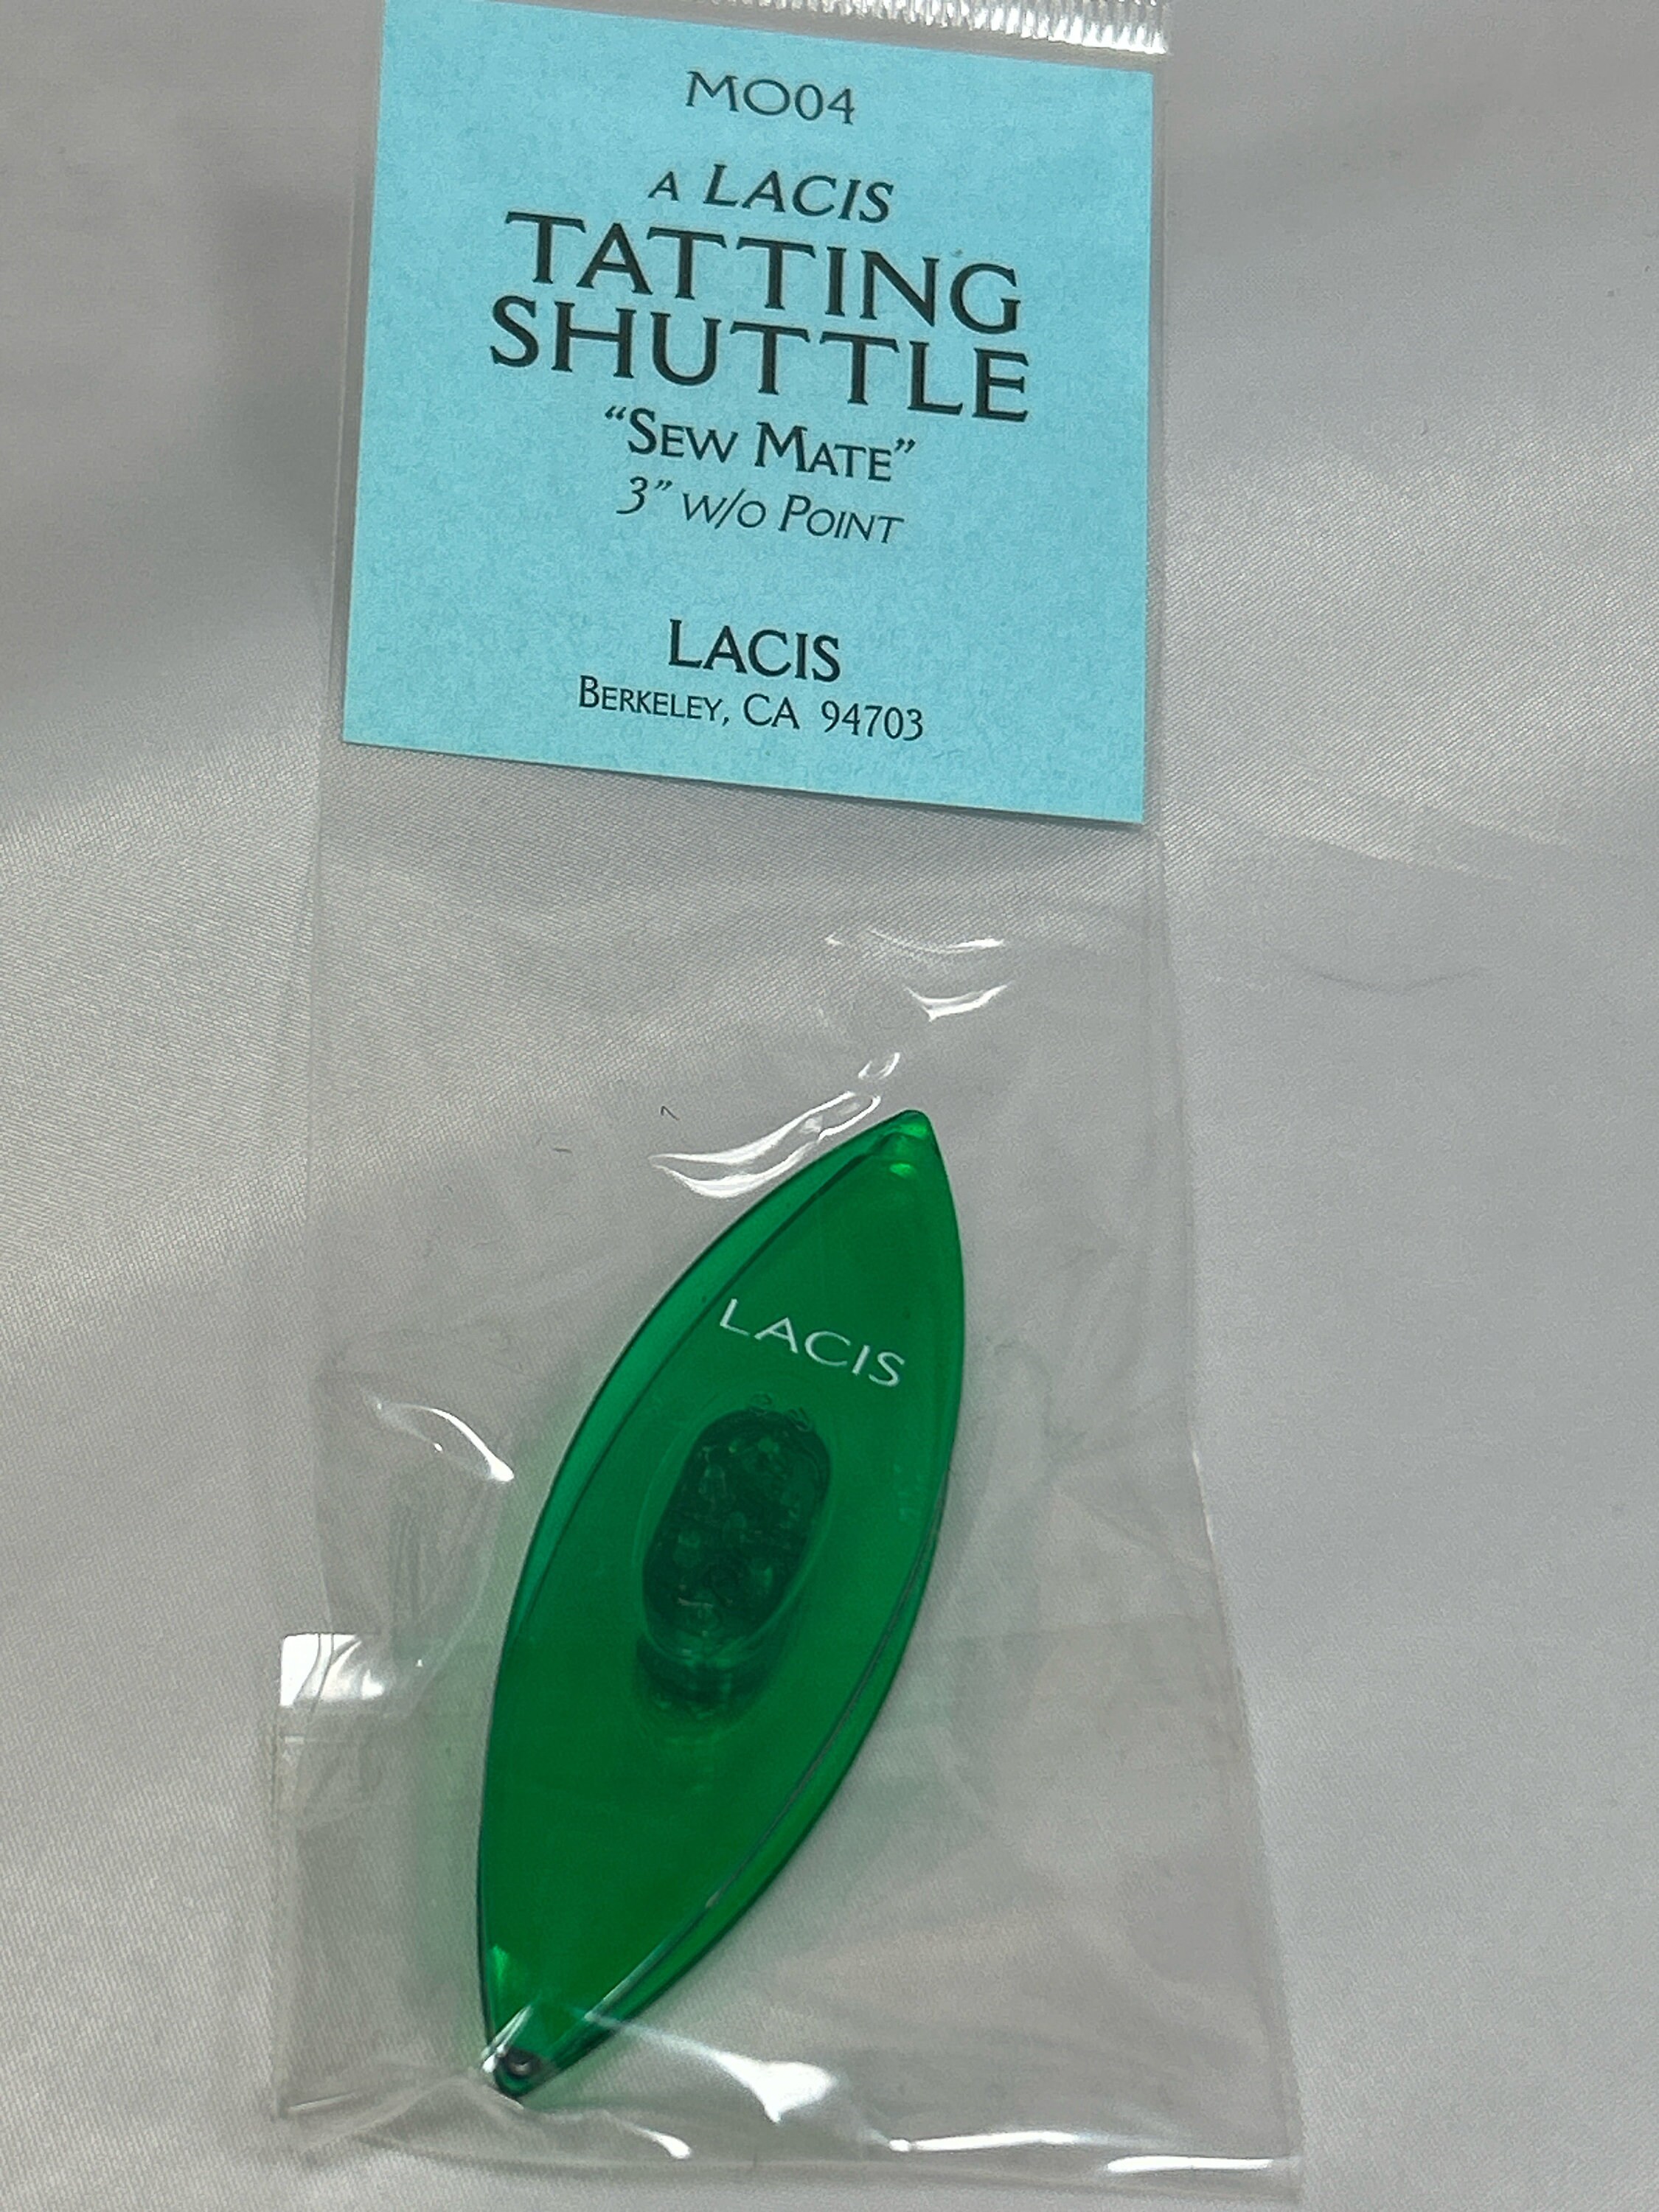 MO04
A LACIS
TATTING
SHUTTLE
“SEW MATE”
3” W/O POINT
LACIS
BERKELEY, CA 94703
LACIS